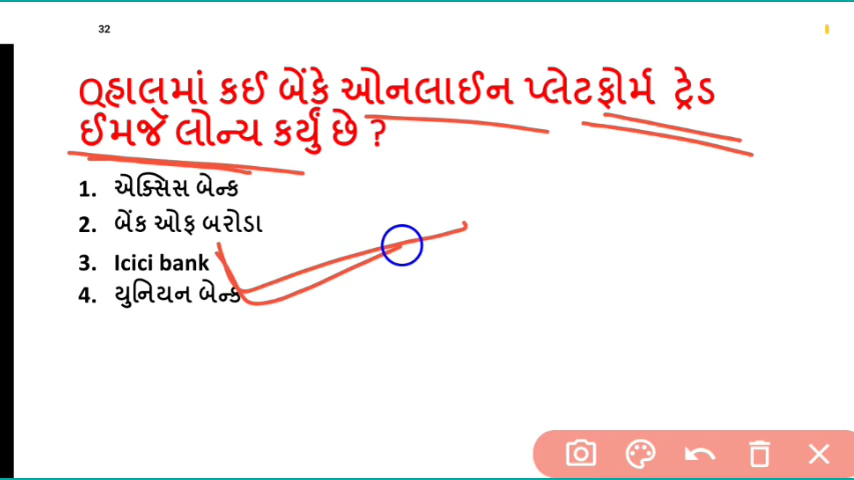 32
Qહાલમાં કઈ બેંકે ઓનલાઈન પ્લેટફોર્મ ટ્રેડ
ઈમર્જે લોન્ચ કર્યું છે ?
1. એક્સિસ બેન્ક
2. બેંક ઓફ બરોડા
3. Icici bank
4. યુનિયન બેન્ક